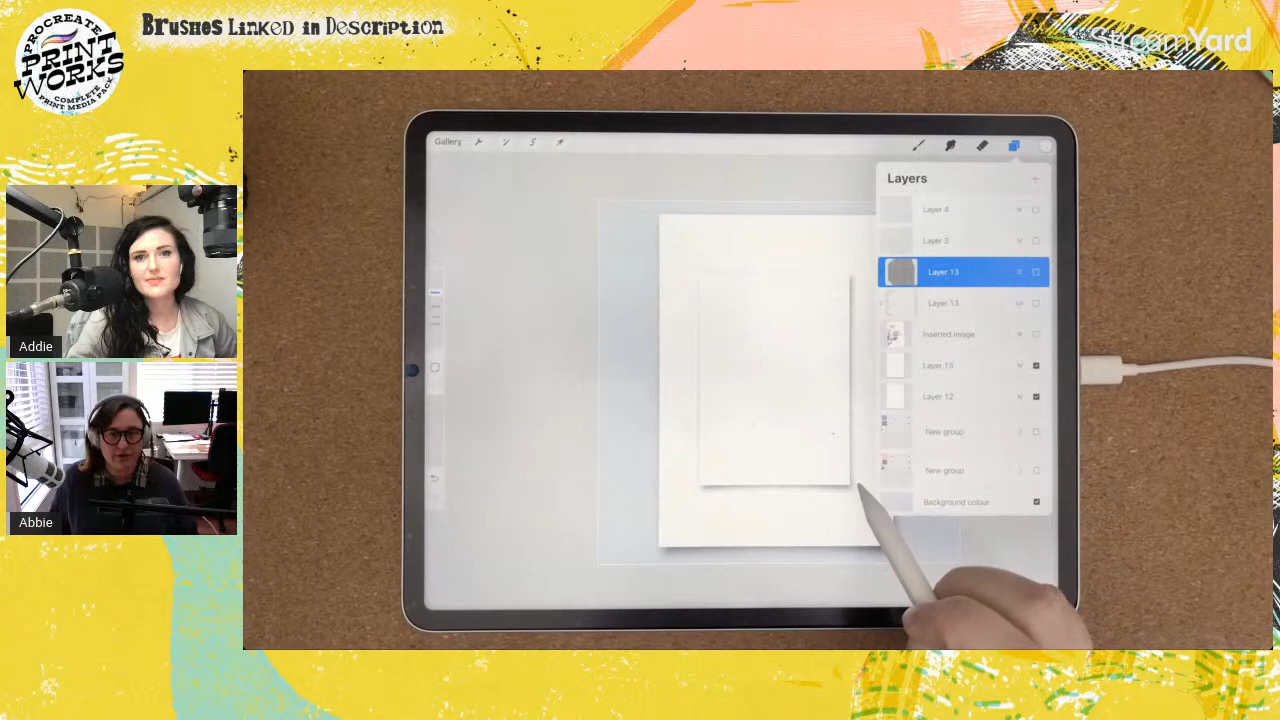 Brushes Linked in Description
PROCREATE
PRINT
WORKS
COMPLETE
PRINT MEDIA PACK
StreamYard
Gallery
Layers
Layer 4
N
Layer 3
Layer 13
Layer 13
Inserted Image
N
Layer 15
N
Layer 12
N
New group
New group
Background colour
Addie
Abbie